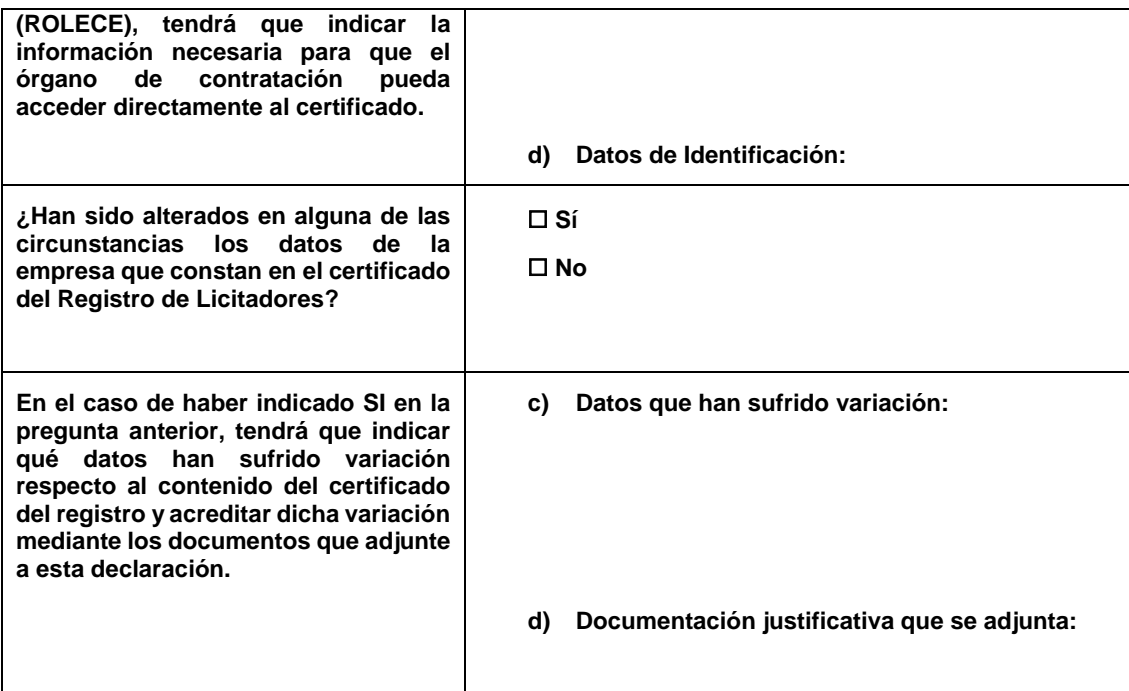 (ROLECE), tendrá que indicar la
información necesaria para que el
órgano de contratación pueda
acceder directamente al certificado.
d) Datos de Identificación:
¿Han sido alterados en alguna de las
circunstancias los datos de la
empresa que constan en el certificado
del Registro de Licitadores?
☐ Sí
☐ No
En el caso de haber indicado SI en la
pregunta anterior, tendrá que indicar
qué datos han sufrido variación
respecto al contenido del certificado
del registro y acreditar dicha variación
mediante los documentos que adjunte
a esta declaración.
c) Datos que han sufrido variación:
d) Documentación justificativa que se adjunta: